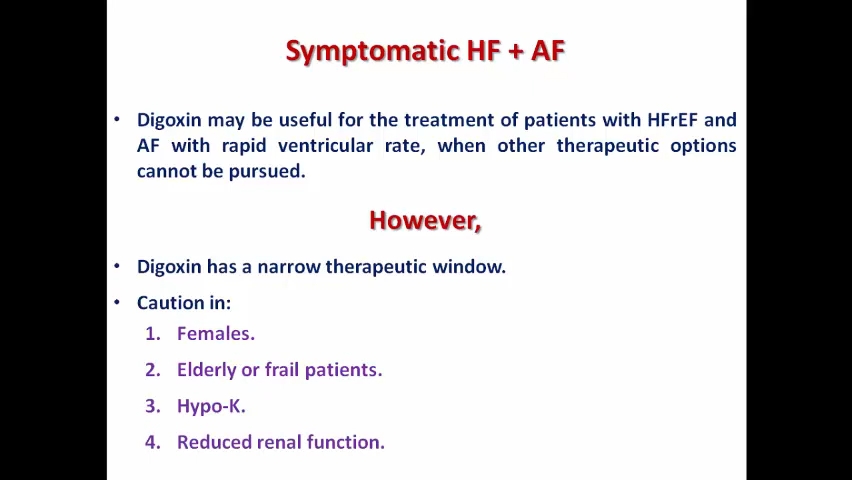 Symptomatic HF + AF
• Digoxin may be useful for the treatment of patients with HFrEF and
AF with rapid ventricular rate, when other therapeutic options
cannot be pursued.
However,
• Digoxin has a narrow therapeutic window.
• Caution in:
1. Females.
2. Elderly or frail patients.
3. Hypo-K.
4. Reduced renal function.